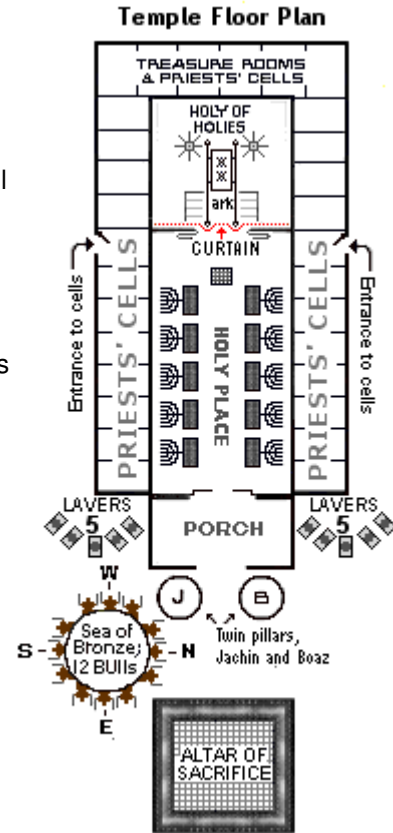 Temple Floor Plan
TREASURE ROOMS
& PRIESTS' CELLS
HOLY OF
HOLIES
l
ark
CURTAIN
Entrance to cells
PRIESTS' CELLS
HOLY PLACE
PRIESTS' CELLS
Entrance to cells
s
LAVERS
5
PORCH
LAVERS
5
W
J
B
S
Sea of
Bronze;
12 BUlls
N
E
Twin pillars,
Jachin and Boaz
ALTAR OF
SACRIFICE